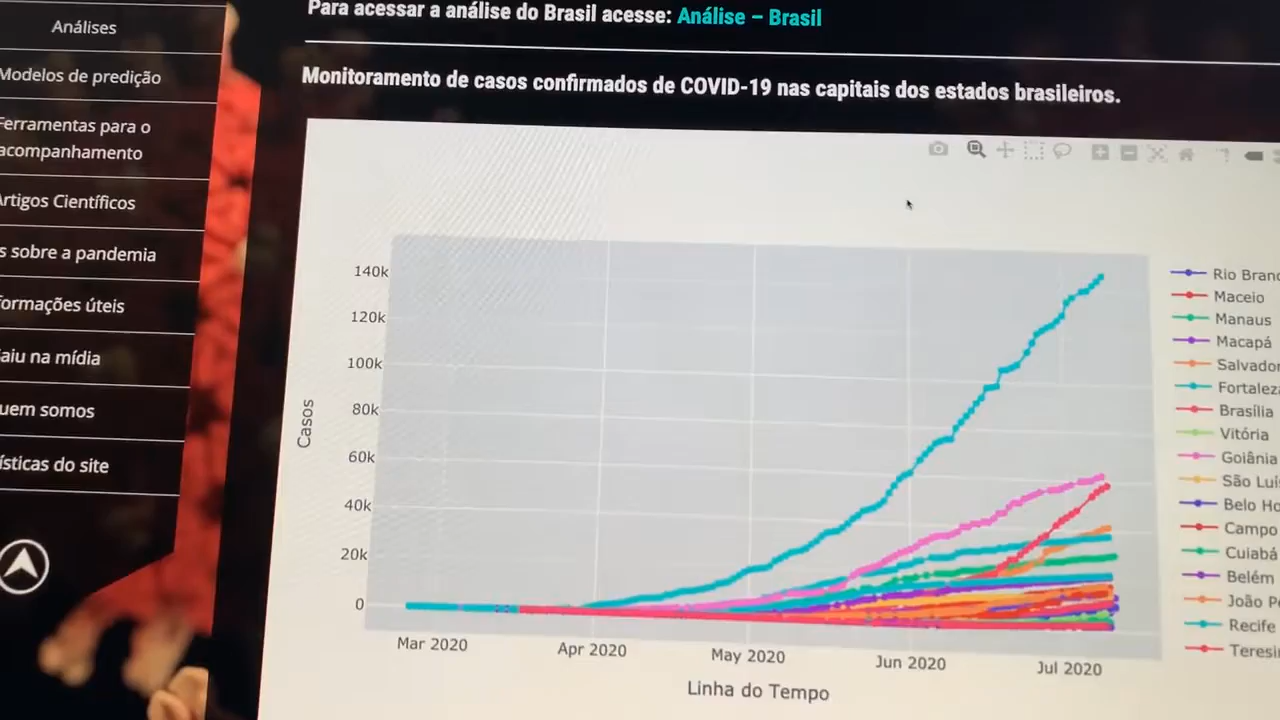 Para acessar a análise do Brasil acesse: Análise – Brasil
Análises
Modelos de predição
Ferramentas para o
acompanhamento
Artigos Científicos
s sobre a pandemia
formações úteis
aiu na mídia
uem somos
ísticas do site
Monitoramento de casos confirmados de COVID-19 nas capitais dos estados brasileiros.
140k
120k
100k
80k
60k
40k
20k
0
Casos
Mar 2020
Apr 2020
May 2020
Jun 2020
Jul 2020
Linha do Tempo
Rio Branc
Maceio
Manaus
Macapá
Salvador
Fortaleza
Brasília
Vitória
Goiânia
São Luís
Belo Ho
Campo
Cuiabá
Belém
João Pe
Recife
Teresin